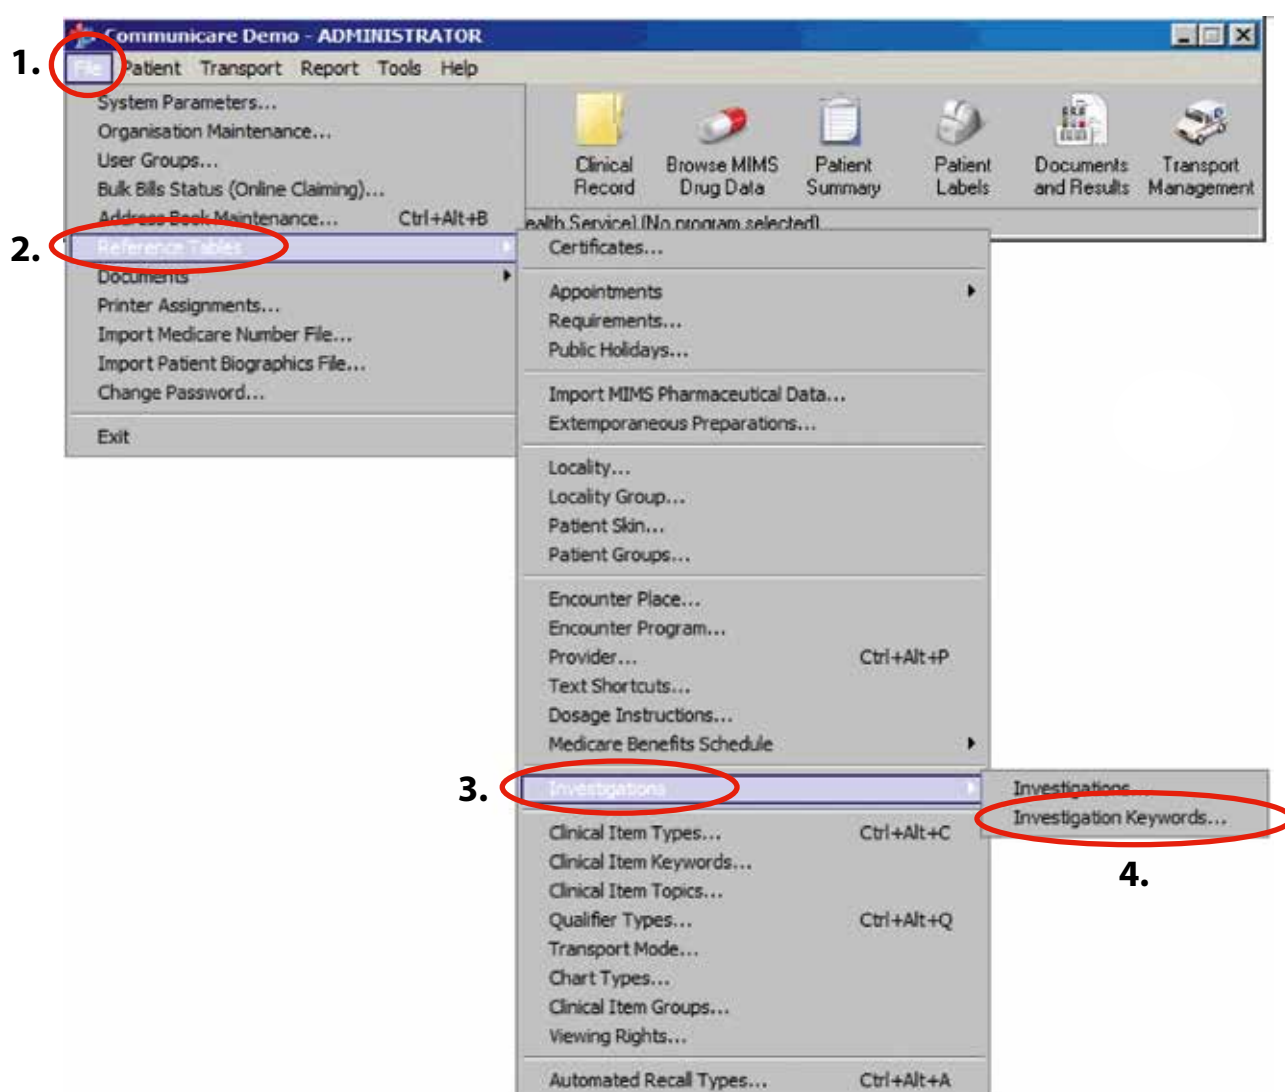 Communicare Demo - ADMINISTRATOR
1.
File Patient Transport Report Tools Help
System Parameters...
Organisation Maintenance...
User Groups...
Bulk Bills Status (Online Claiming)...
Address Book Maintenance... Ctrl+Alt+B
2.
Reference Tables
Documents
Printer Assignments...
Import Medicare Number File...
Import Patient Biographics File...
Change Password...
Exit
Clinical Record
Browse MIMS Drug Data
Patient Summary
Patient Labels
Documents and Results
Transport Management
ealth Service] [No program selected]
Certificates...
Appointments
Requirements...
Public Holidays...
Import MIMS Pharmaceutical Data...
Extemporaneous Preparations...
Locality...
Locality Group...
Patient Skin...
Patient Groups...
Encounter Place...
Encounter Program...
Provider... Ctrl+Alt+P
Text Shortcuts...
Dosage Instructions...
Medicare Benefits Schedule
3.
Investigations
Clinical Item Types... Ctrl+Alt+C
Clinical Item Keywords...
Clinical Item Topics...
Qualifier Types... Ctrl+Alt+Q
Transport Mode...
Chart Types...
Clinical Item Groups...
Viewing Rights...
Automated Recall Types... Ctrl+Alt+A
Investigations...
Investigation Keywords...
4.